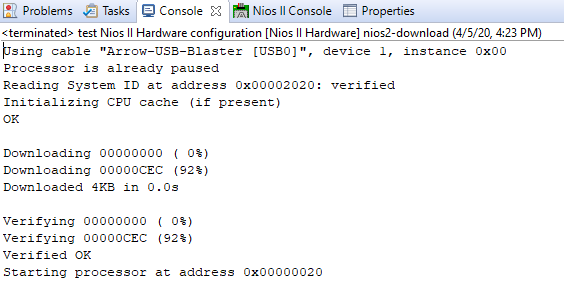 Problems Tasks Console Nios II Console Properties
<terminated> test Nios II Hardware configuration [Nios II Hardware] nios2-download (4/5/20, 4:23 PM)
Using cable "Arrow-USB-Blaster [USB0]", device 1, instance 0x00
Processor is already paused
Reading System ID at address 0x00002020: verified
Initializing CPU cache (if present)
OK
Downloading 00000000 ( 0%)
Downloading 00000CEC (92%)
Downloaded 4KB in 0.0s
Verifying 00000000 ( 0%)
Verifying 00000CEC (92%)
Verified OK
Starting processor at address 0x00000020